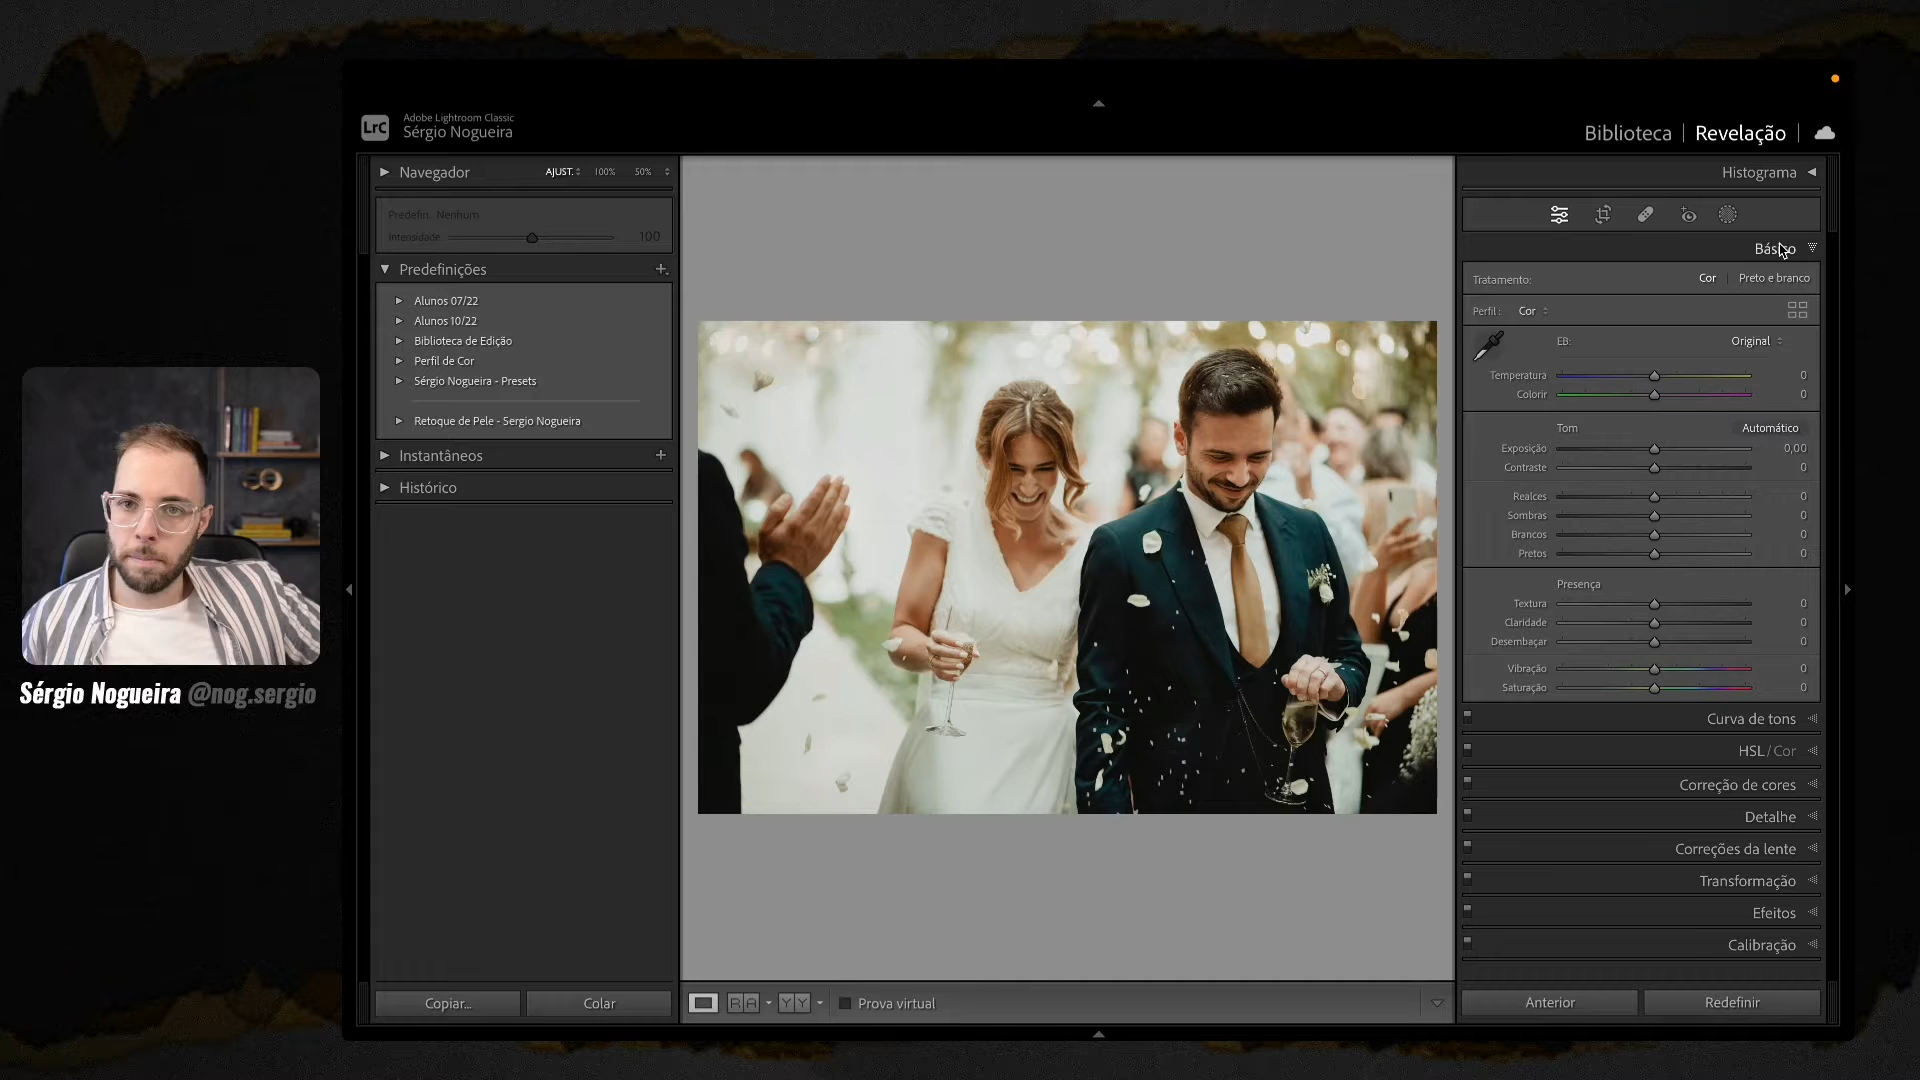 LrC
Adobe Lightroom Classic
Sérgio Nogueira
Biblioteca | Revelação
Navegador AJUST. 100% 50%
Predefin. Nenhum
Intensidade 100
Predefinições
Alunos 07/22
Alunos 10/22
Biblioteca de Edição
Perfil de Cor
Sérgio Nogueira - Presets
Retoque de Pele - Sergio Nogueira
Instantâneos
Histórico
Copiar... Colar
Sérgio Nogueira @nog.sergio
R A Y Y Prova virtual
Histograma
Básico
Tratamento: Cor Preto e branco
Perfil : Cor
EB: Original
Temperatura 0
Colorir 0
Tom Automático
Exposição 0,00
Contraste 0
Realces 0
Sombras 0
Brancos 0
Pretos 0
Presença
Textura 0
Claridade 0
Desembaçar 0
Vibração 0
Saturação 0
Curva de tons
HSL / Cor
Correção de cores
Detalhe
Correções da lente
Transformação
Efeitos
Calibração
Anterior Redefinir